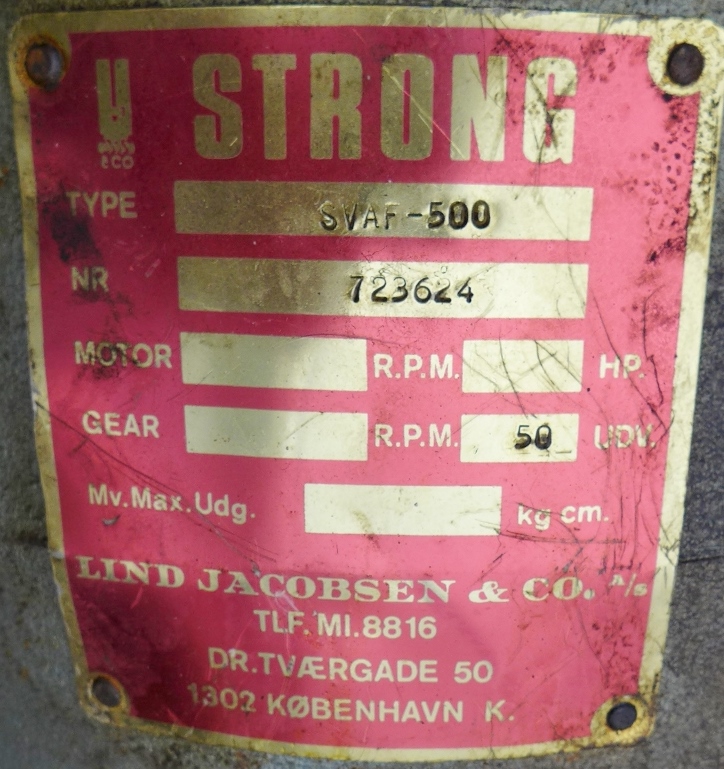 STRONG
& CO
TYPE SVAF-500
NR 723624
MOTOR R.P.M. HP.
GEAR R.P.M. 50 UDV.
Mv.Max.Udg. kg cm.
LIND JACOBSEN & CO. A/S
TLF. MI.8816
DR.TVÆRGADE 50
1302 KØBENHAVN K.